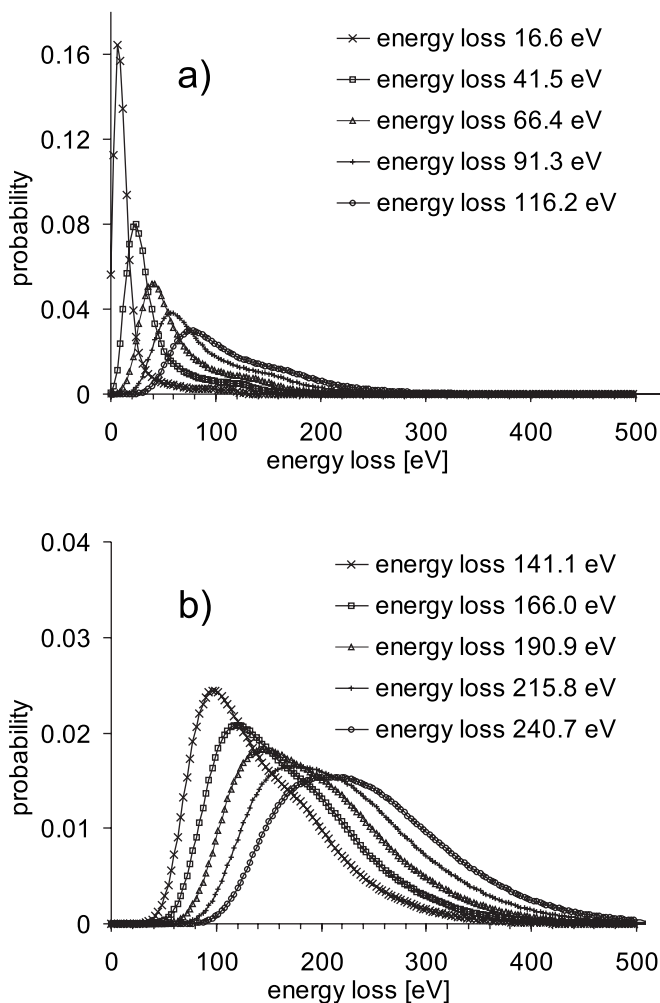 0.16
a)
energy loss 16.6 eV
energy loss 41.5 eV
energy loss 66.4 eV
energy loss 91.3 eV
energy loss 116.2 eV
0.12
probability
0.08
0.04
0
0 100 200 300 400 500
energy loss [eV]
0.04
b)
energy loss 141.1 eV
energy loss 166.0 eV
energy loss 190.9 eV
energy loss 215.8 eV
energy loss 240.7 eV
0.03
probability
0.02
0.01
0
0 100 200 300 400 500
energy loss [eV]